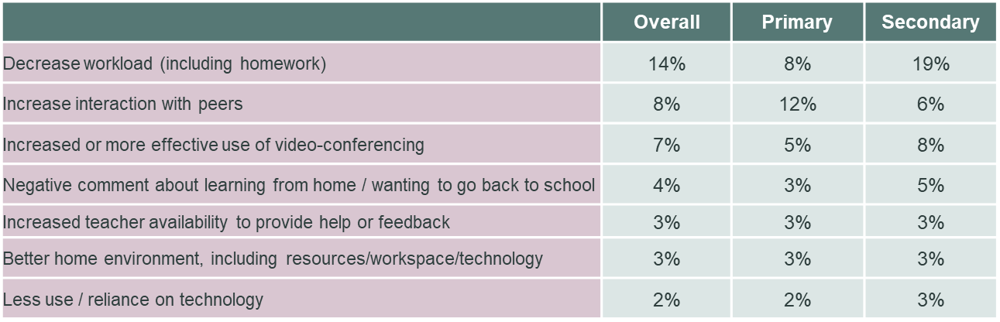 Overall Primary Secondary
Decrease workload (including homework) 14% 8% 19%
Increase interaction with peers 8% 12% 6%
Increased or more effective use of video-conferencing 7% 5% 8%
Negative comment about learning from home / wanting to go back to school 4% 3% 5%
Increased teacher availability to provide help or feedback 3% 3% 3%
Better home environment, including resources/workspace/technology 3% 3% 3%
Less use / reliance on technology 2% 2% 3%